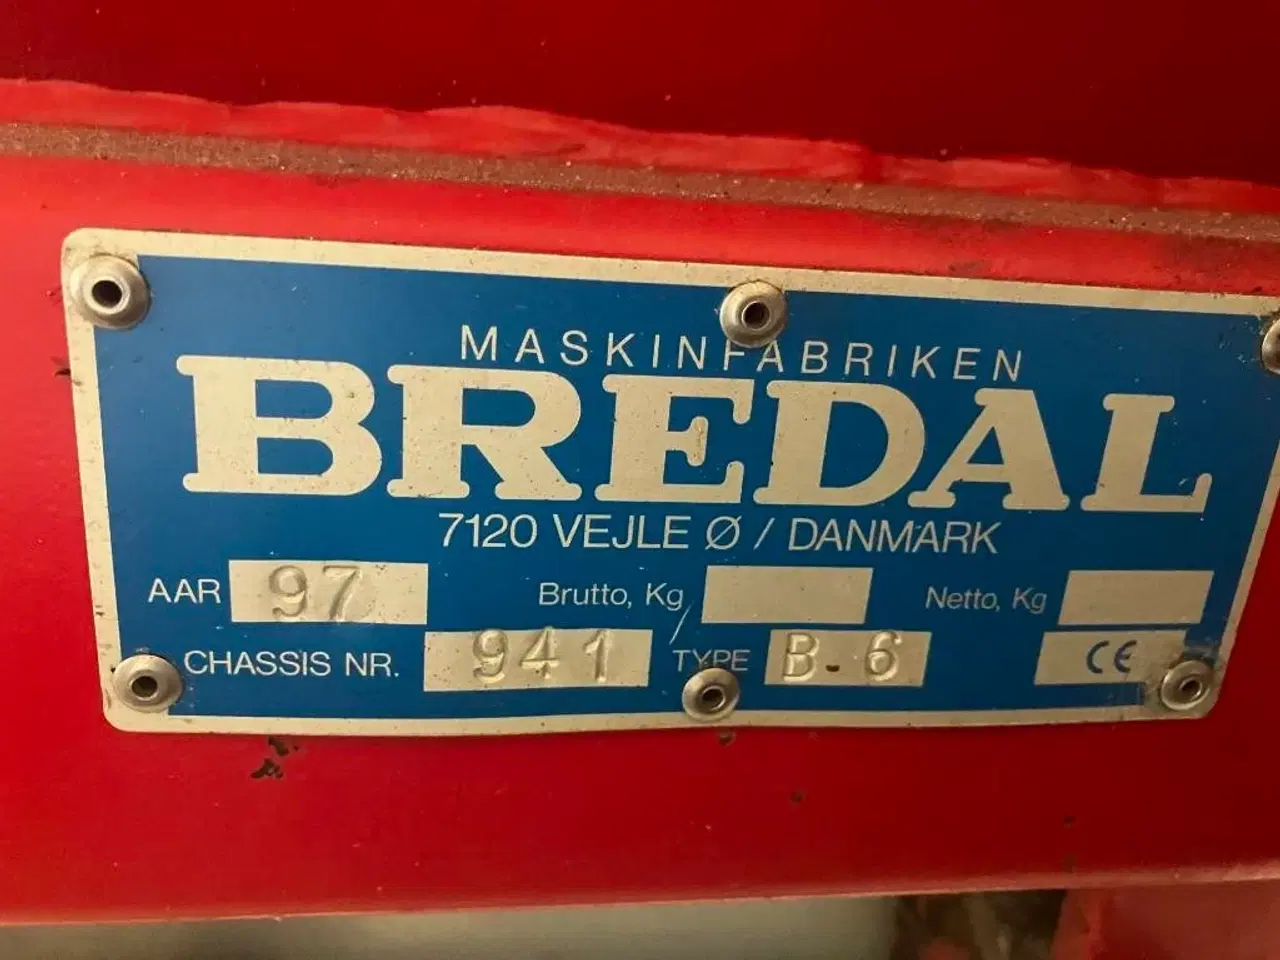 MASKINFABRIKEN
BREDAL
7120 VEJLE Ø / DANMARK
AAR 97 Brutto, Kg Netto, Kg
CHASSIS NR. 941 TYPE B-6 CE